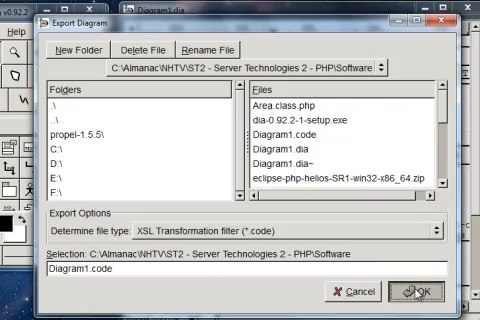 v0.92.2
Diagram1.dia
Export Diagram
Help
New Folder
Delete File
Rename File
C:\Almanac\NHTV\ST2 - Server Technologies 2 - PHP\Software
Folders
Files
.\
..\
propel-1.5.5\
C:\
D:\
E:\
F:\
Area.class.php
dia-0.92.2-1-setup.exe
Diagram1.code
Diagram1.dia
Diagram1.dia~
eclipse-php-helios-SR1-win32-x86_64.zip
Export Options
Determine file type:
XSL Transformation filter (*.code)
Selection: C:\Almanac\NHTV\ST2 - Server Technologies 2 - PHP\Software
Diagram1.code
Cancel
OK